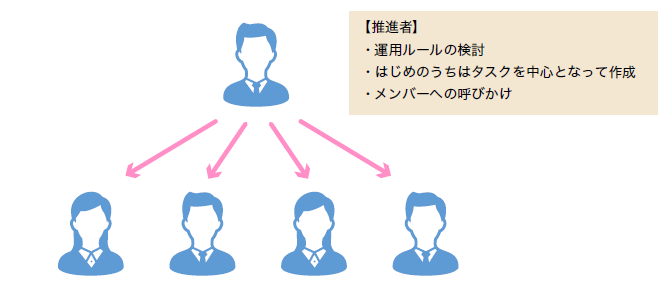 【推進者】
・運用ルールの検討
・はじめのうちはタスクを中心となって作成
・メンバーへの呼びかけ